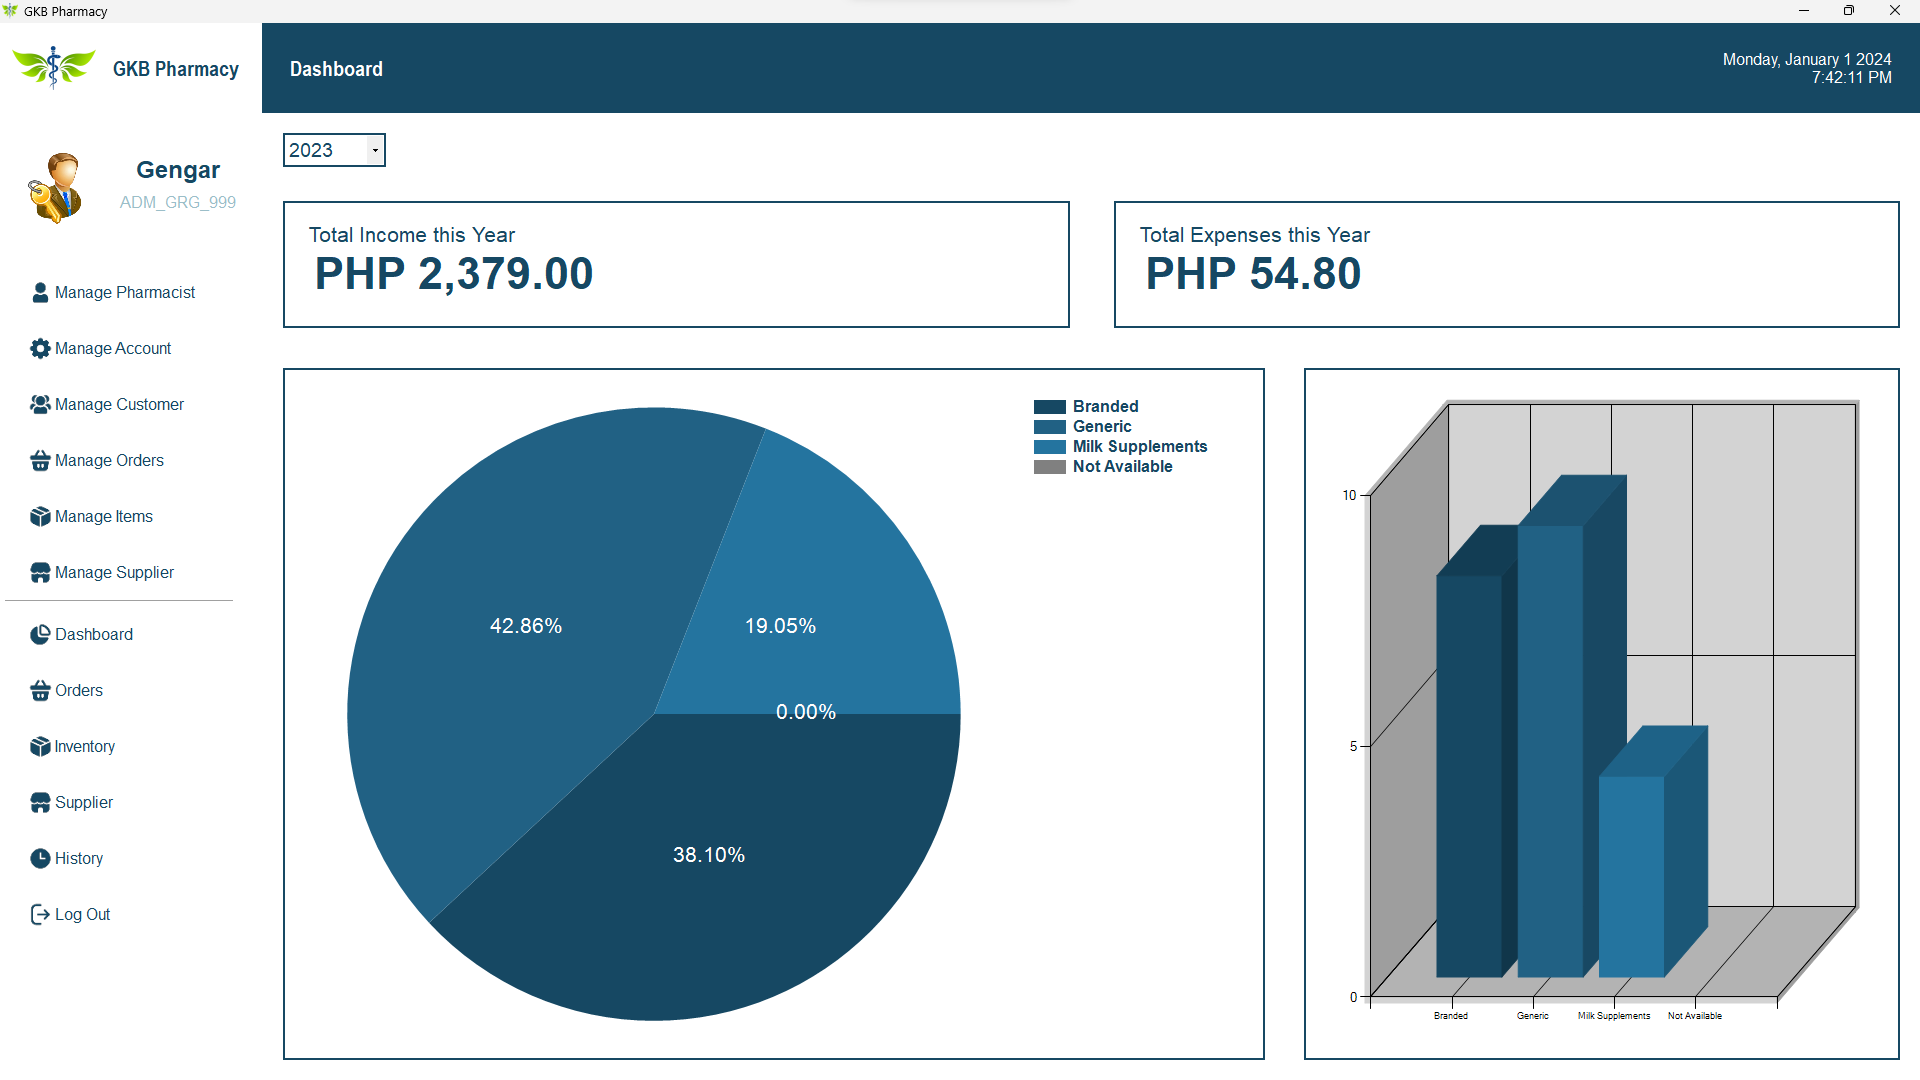 GKB Pharmacy
GKB Pharmacy
Dashboard
Monday, January 1 2024
7:42:11 PM
Gengar
ADM_GRG_999
Manage Pharmacist
Manage Account
Manage Customer
Manage Orders
Manage Items
Manage Supplier
Dashboard
Orders
Inventory
Supplier
History
Log Out
2023
Total Income this Year
PHP 2,379.00
Total Expenses this Year
PHP 54.80
Branded
Generic
Milk Supplements
Not Available
42.86%
19.05%
0.00%
38.10%
10
5
0
Branded
Generic
Milk Supplements
Not Available